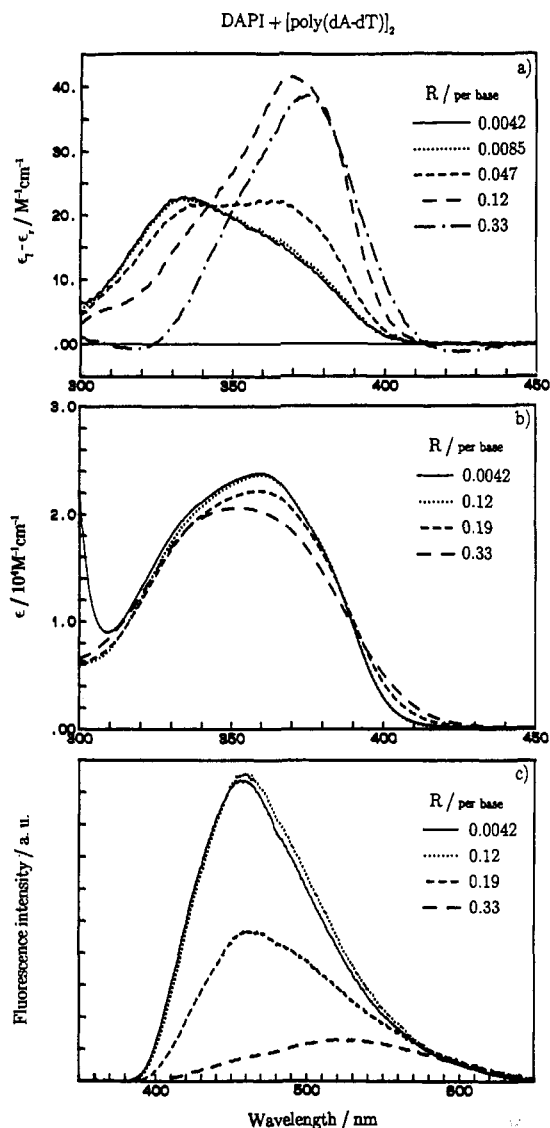 DAPI + [poly(dA-dT)]₂
a)
R / per base
0.0042
0.0085
0.047
0.12
0.33
40.
30.
20.
10.
.00
300 350 400 450
ϵₗ - ϵᵣ / M⁻¹cm⁻¹
b)
R / per base
0.0042
0.12
0.19
0.33
3.0
2.0
1.0
.00
300 350 400 450
ϵ / 10⁴M⁻¹cm⁻¹
c)
R / per base
0.0042
0.12
0.19
0.33
400 500 600
Fluorescence intensity / a. u.
Wavelength / nm